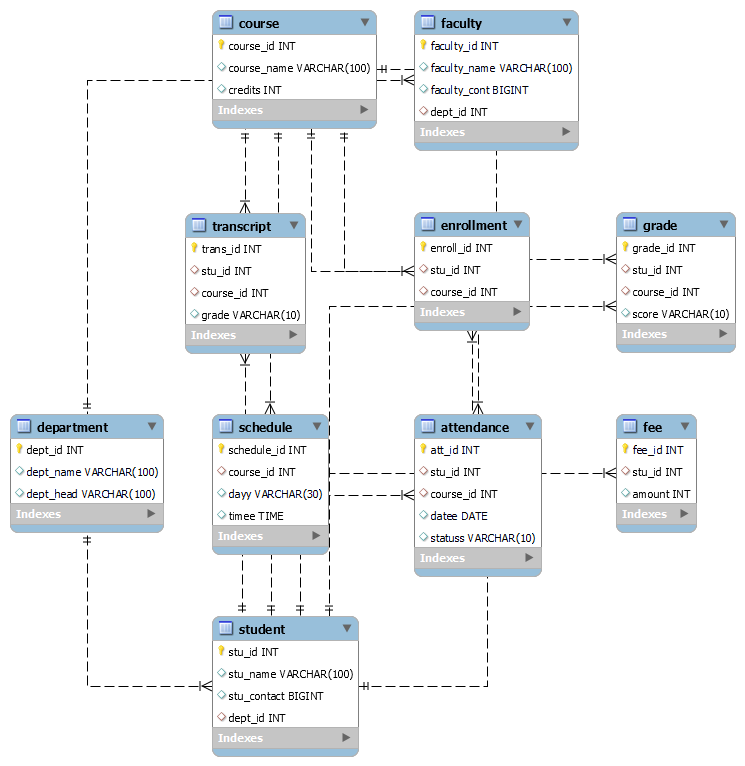 course
course_id INT
course_name VARCHAR(100)
credits INT
Indexes
faculty
faculty_id INT
faculty_name VARCHAR(100)
faculty_cont BIGINT
dept_id INT
Indexes
transcript
trans_id INT
stu_id INT
course_id INT
grade VARCHAR(10)
Indexes
enrollment
enroll_id INT
stu_id INT
course_id INT
Indexes
grade
grade_id INT
stu_id INT
course_id INT
score VARCHAR(10)
Indexes
department
dept_id INT
dept_name VARCHAR(100)
dept_head VARCHAR(100)
Indexes
schedule
schedule_id INT
course_id INT
dayy VARCHAR(30)
timee TIME
Indexes
attendance
att_id INT
stu_id INT
course_id INT
datee DATE
statuss VARCHAR(10)
Indexes
fee
fee_id INT
stu_id INT
amount INT
Indexes
student
stu_id INT
stu_name VARCHAR(100)
stu_contact BIGINT
dept_id INT
Indexes